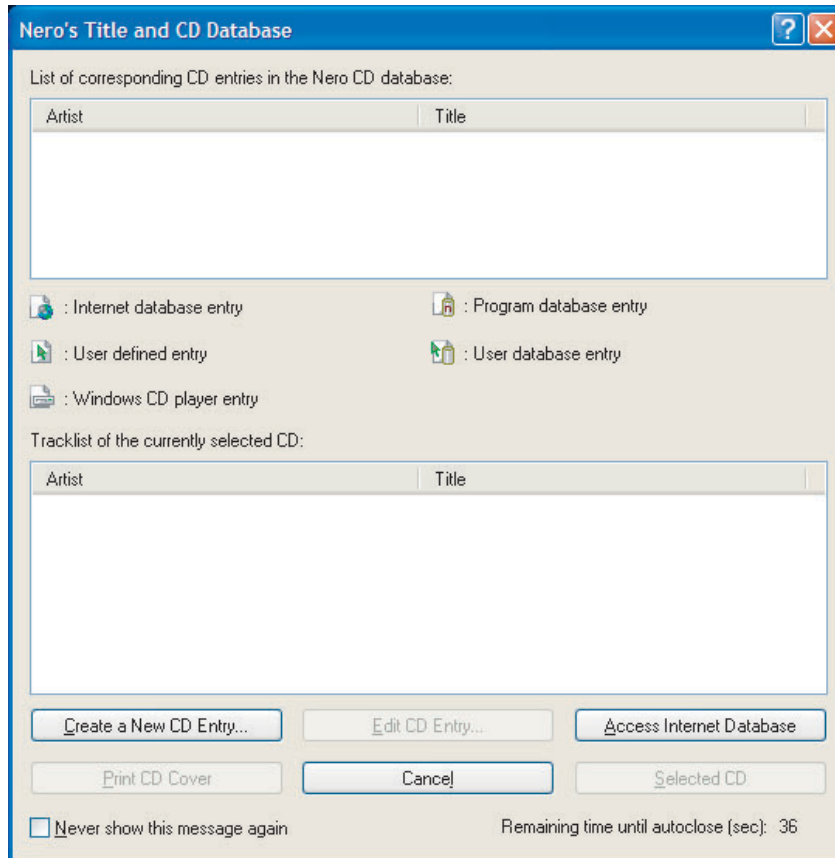 Nero's Title and CD Database
List of corresponding CD entries in the Nero CD database:
Artist Title
: Internet database entry : Program database entry
: User defined entry : User database entry
: Windows CD player entry
Tracklist of the currently selected CD:
Artist Title
Create a New CD Entry... Edit CD Entry... Access Internet Database
Print CD Cover Cancel Selected CD
Never show this message again Remaining time until autoclose (sec): 36